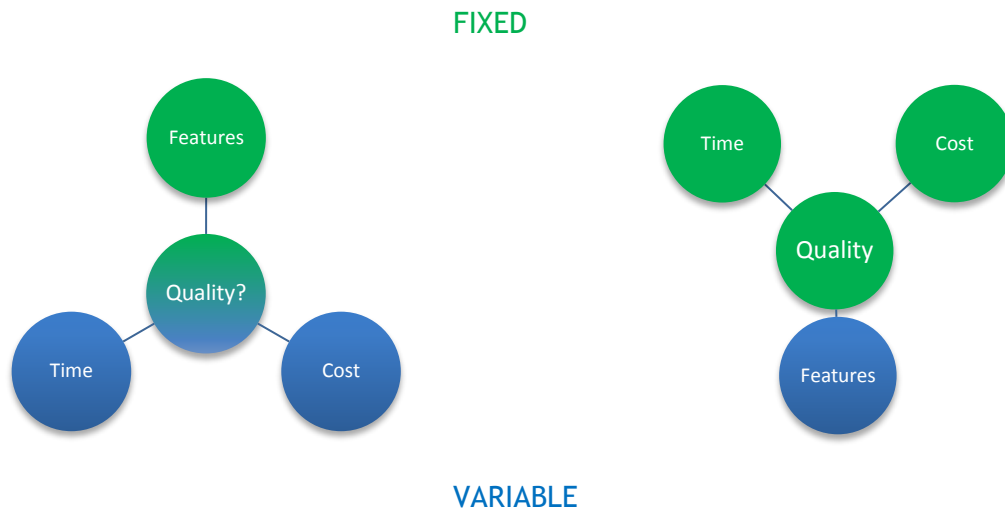 FIXED
Features
Quality?
Time
Cost
Time
Cost
Quality
Features
VARIABLE